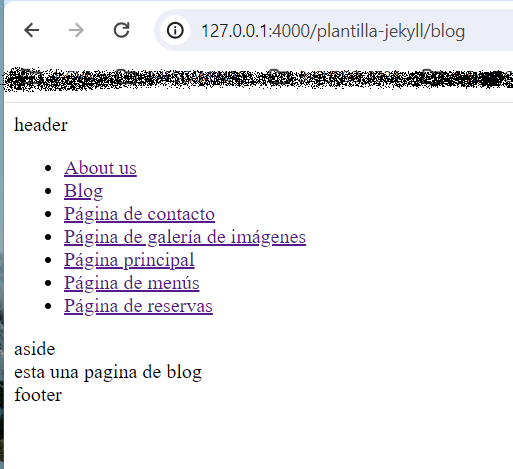 127.0.0.1:4000/plantilla-jekyll/blog
header
About us
Blog
Página de contacto
Página de galería de imágenes
Página principal
Página de menús
Página de reservas
aside
esta una pagina de blog
footer